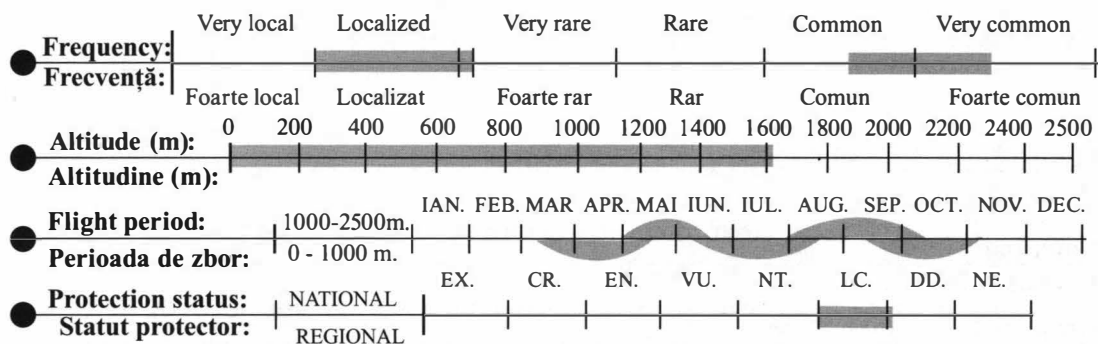 Very local Localized Very rare Rare Common Very common
Frequency:
Frecvență:
Foarte local Localizat Foarte rar Rar Comun Foarte comun
0 200 400 600 800 1000 1200 1400 1600 1800 2000 2200 2400 2500
Altitude (m):
Altitudine (m):
IAN. FEB. MAR APR. MAI IUN. IUL. AUG. SEP. OCT. NOV. DEC.
Flight period: 1000-2500m.
Perioada de zbor: 0 - 1000 m.
EX. CR. EN. VU. NT. LC. DD. NE.
Protection status: NATIONAL
Statut protector: REGIONAL